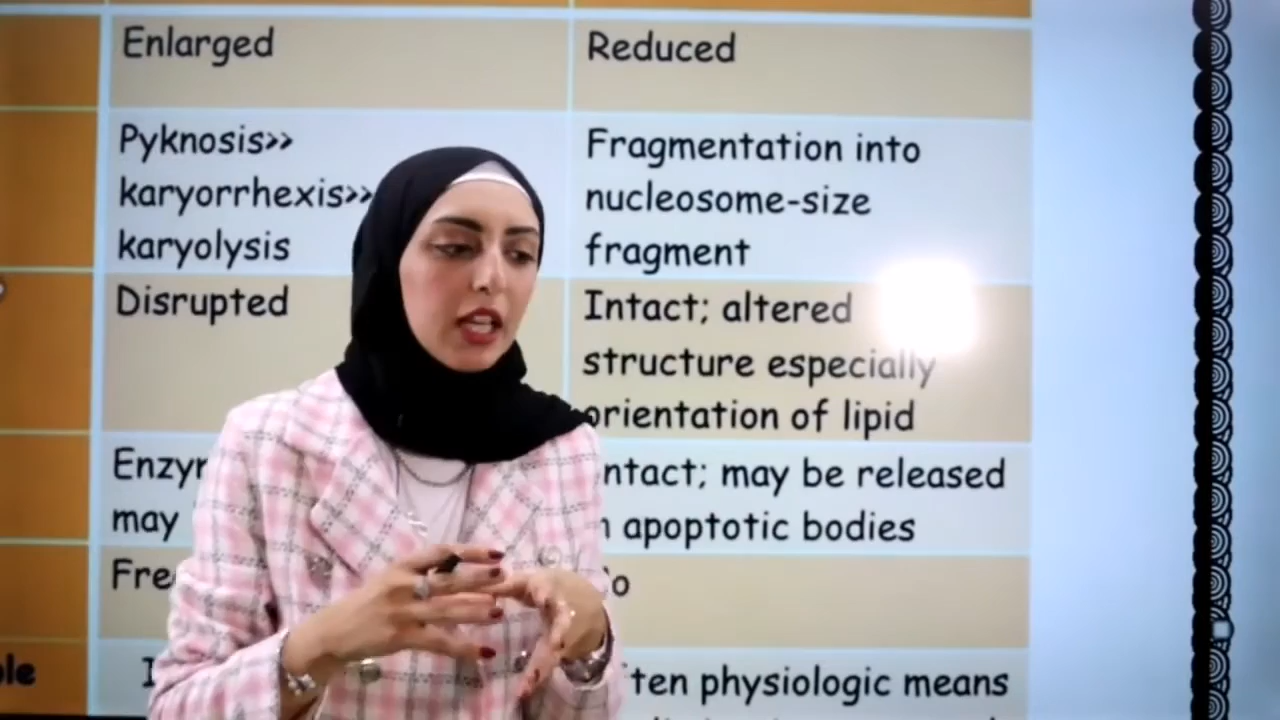 Enlarged
Reduced
Pyknosis>>
karyorrhexis>>
karyolysis
Fragmentation into
nucleosome-size
fragment
Disrupted
Intact; altered
structure especially
orientation of lipid
may
ntact; may be released
apoptotic bodies
ten physiologic means